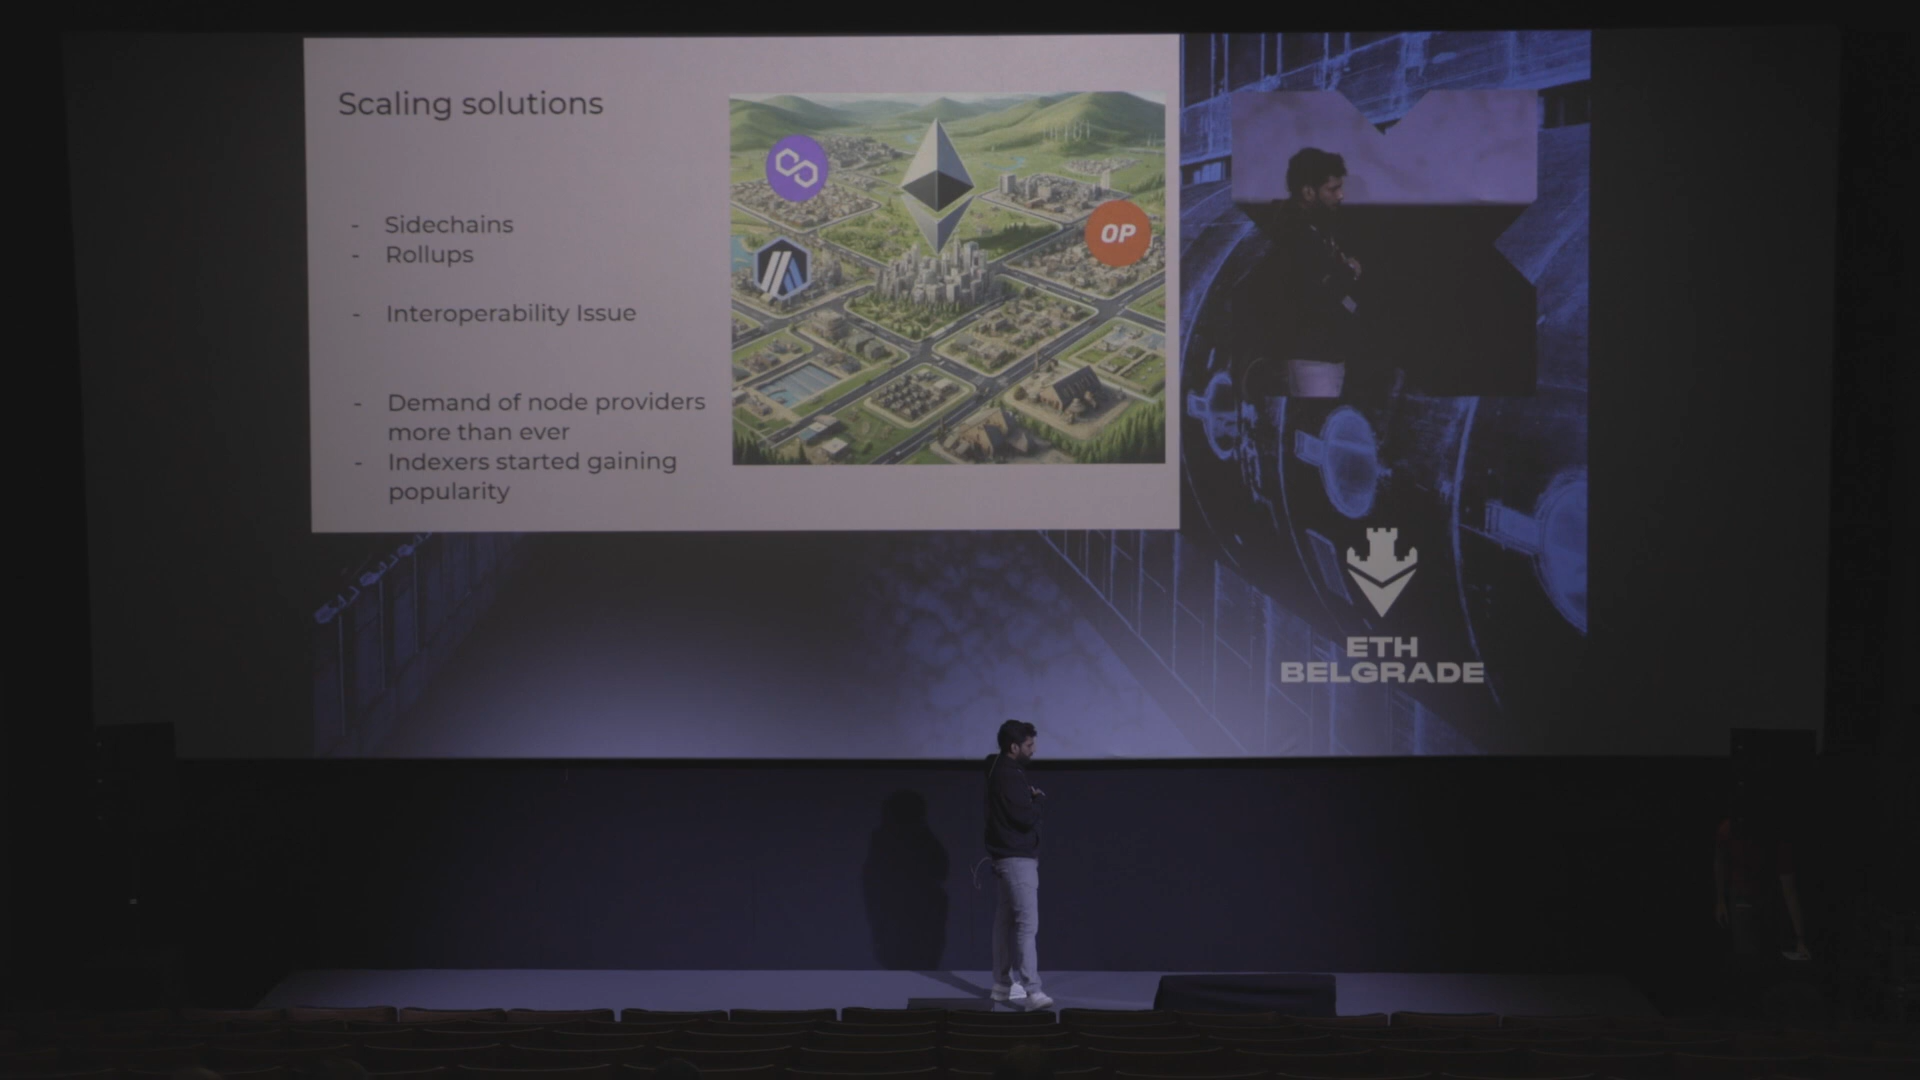 Scaling solutions
- Sidechains
- Rollups
- Interoperability Issue
- Demand of node providers
more than ever
- Indexers started gaining
popularity
OP
ETH
BELGRADE